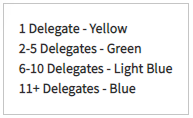 1 Delegate - Yellow
2-5 Delegates - Green
6-10 Delegates - Light Blue
11+ Delegates - Blue